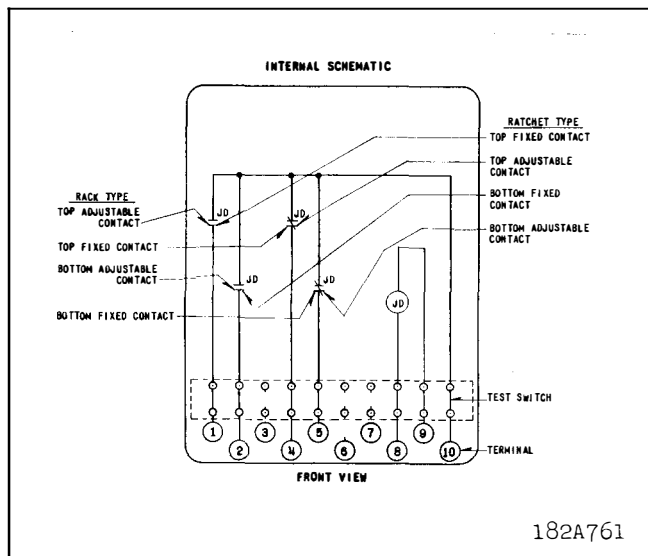 INTERNAL SCHEMATIC
RATCHET TYPE
TOP FIXED CONTACT
TOP ADJUSTABLE
CONTACT
BOTTOM FIXED
CONTACT
BOTTOM ADJUSTABLE
CONTACT
RACK TYPE
TOP ADJUSTABLE
CONTACT
TOP FIXED CONTACT
BOTTOM ADJUSTABLE
CONTACT
BOTTOM FIXED CONTACT
JD
JD
JD
JD
JD
TEST SWITCH
1
2
3
4
5
6
7
8
9
10
TERMINAL
FRONT VIEW
182A761